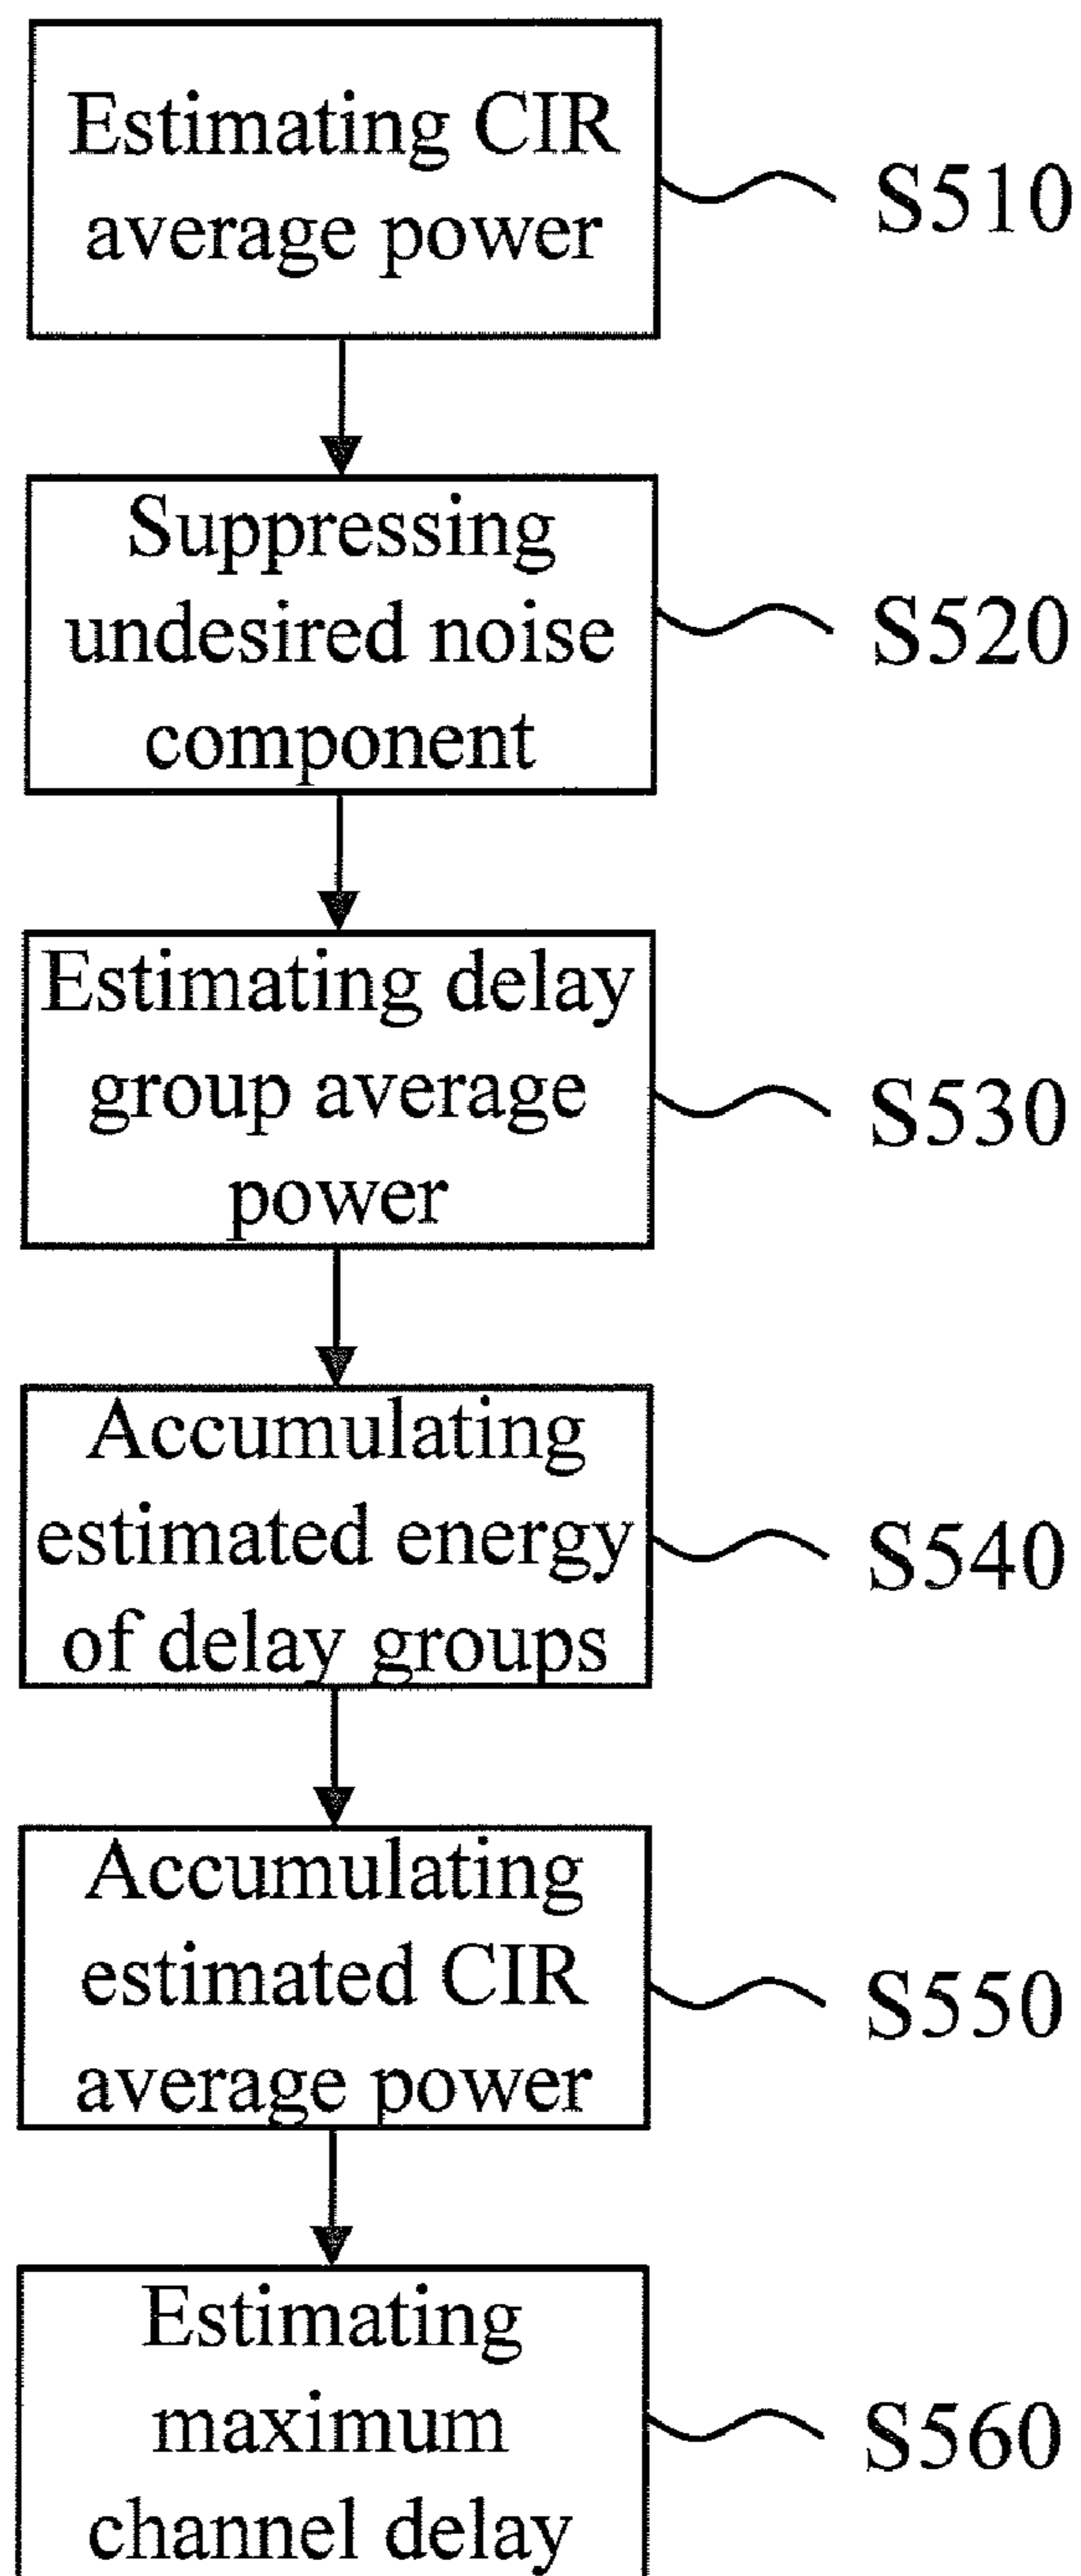 Estimating CIR
average power
S510
Suppressing
undesired noise
component
S520
Estimating delay
group average
power
S530
Accumulating
estimated energy
of delay groups
S540
Accumulating
estimated CIR
average power
S550
Estimating
maximum
channel delay
S560